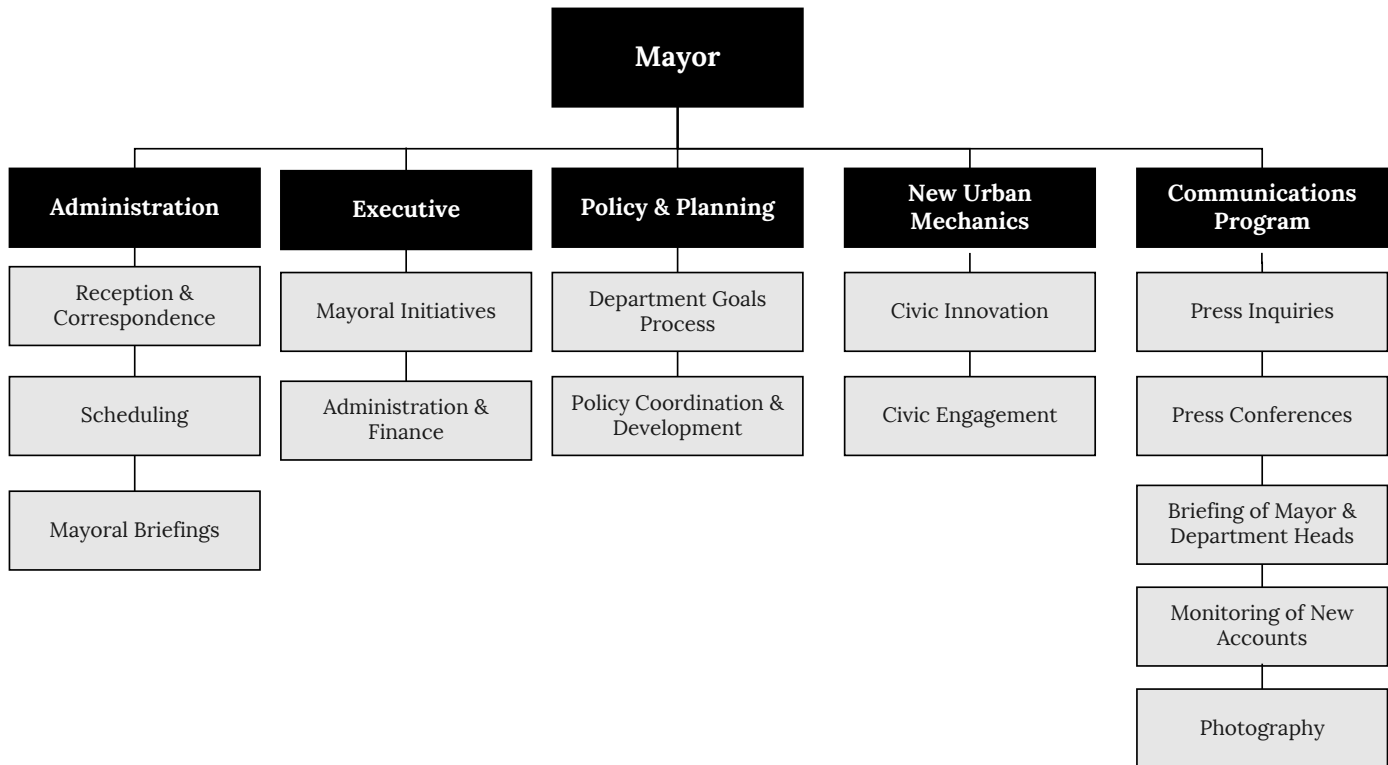 Mayor
Administration
Executive
Policy & Planning
New Urban
Mechanics
Communications
Program
Reception &
Correspondence
Scheduling
Mayoral Briefings
Mayoral Initiatives
Administration &
Finance
Department Goals
Process
Policy Coordination &
Development
Civic Innovation
Civic Engagement
Press Inquiries
Press Conferences
Briefing of Mayor &
Department Heads
Monitoring of New
Accounts
Photography